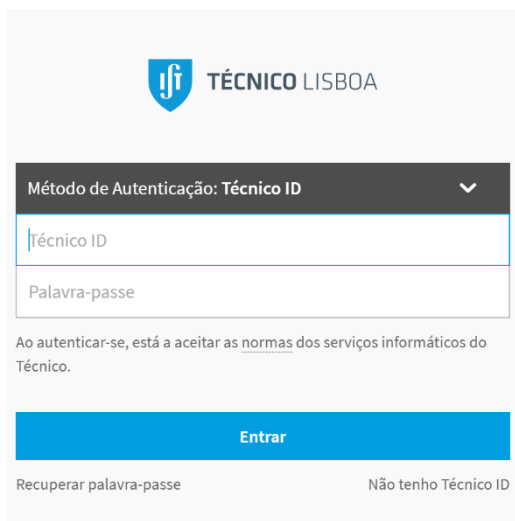 TÉCNICO LISBOA
Método de Autenticação: Técnico ID
Técnico ID
Palavra-passe
Ao autenticar-se, está a aceitar as normas dos serviços informáticos do
Técnico.
Entrar
Recuperar palavra-passe
Não tenho Técnico ID